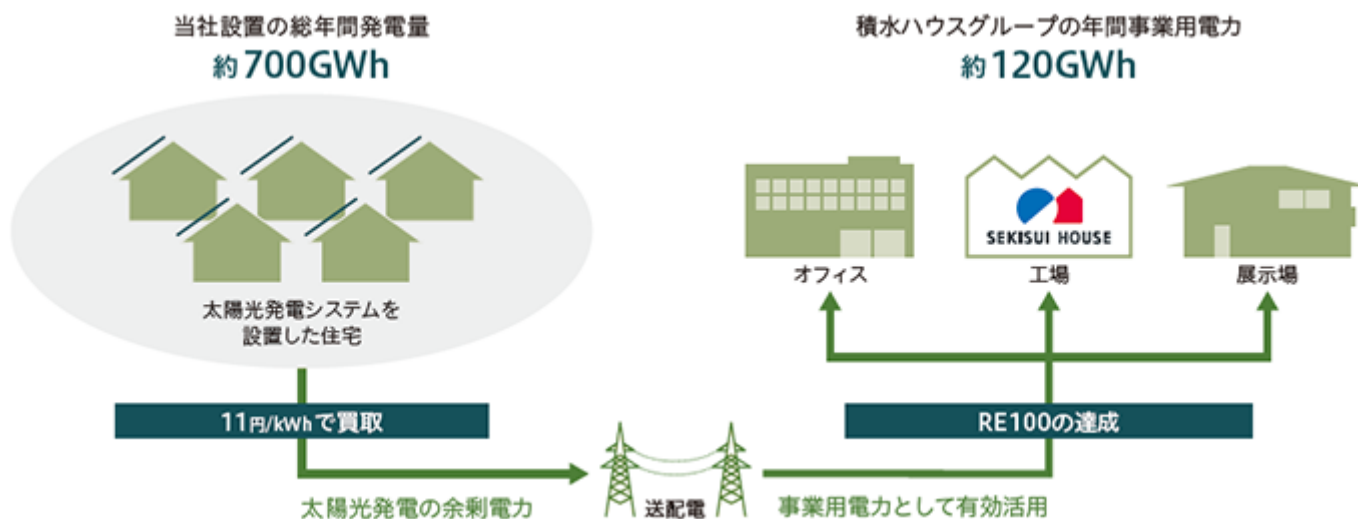 当社設置の総年間発電量
約700GWh
太陽光発電システムを
設置した住宅
11円/kWhで買取
太陽光発電の余剰電力
送配電
積水ハウスグループの年間事業用電力
約120GWh
SEKISUI HOUSE
オフィス
工場
展示場
RE100の達成
事業用電力として有効活用